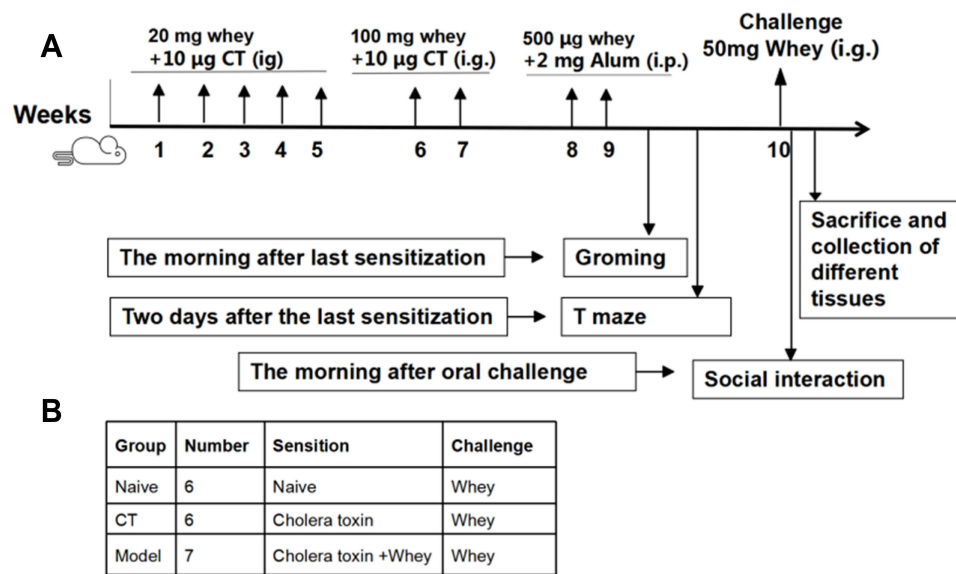 A
20 mg whey
+10 µg CT (ig)
100 mg whey
+10 µg CT (i.g.)
500 µg whey
+2 mg Alum (i.p.)
Challenge
50mg Whey (i.g.)
Weeks
1 2 3 4 5 6 7 8 9 10
The morning after last sensitization
Groming
Two days after the last sensitization
T maze
The morning after oral challenge
Social interaction
Sacrifice and
collection of
different
tissues
B
Group Number Sensition Challenge
Naive 6 Naive Whey
CT 6 Cholera toxin Whey
Model 7 Cholera toxin +Whey Whey